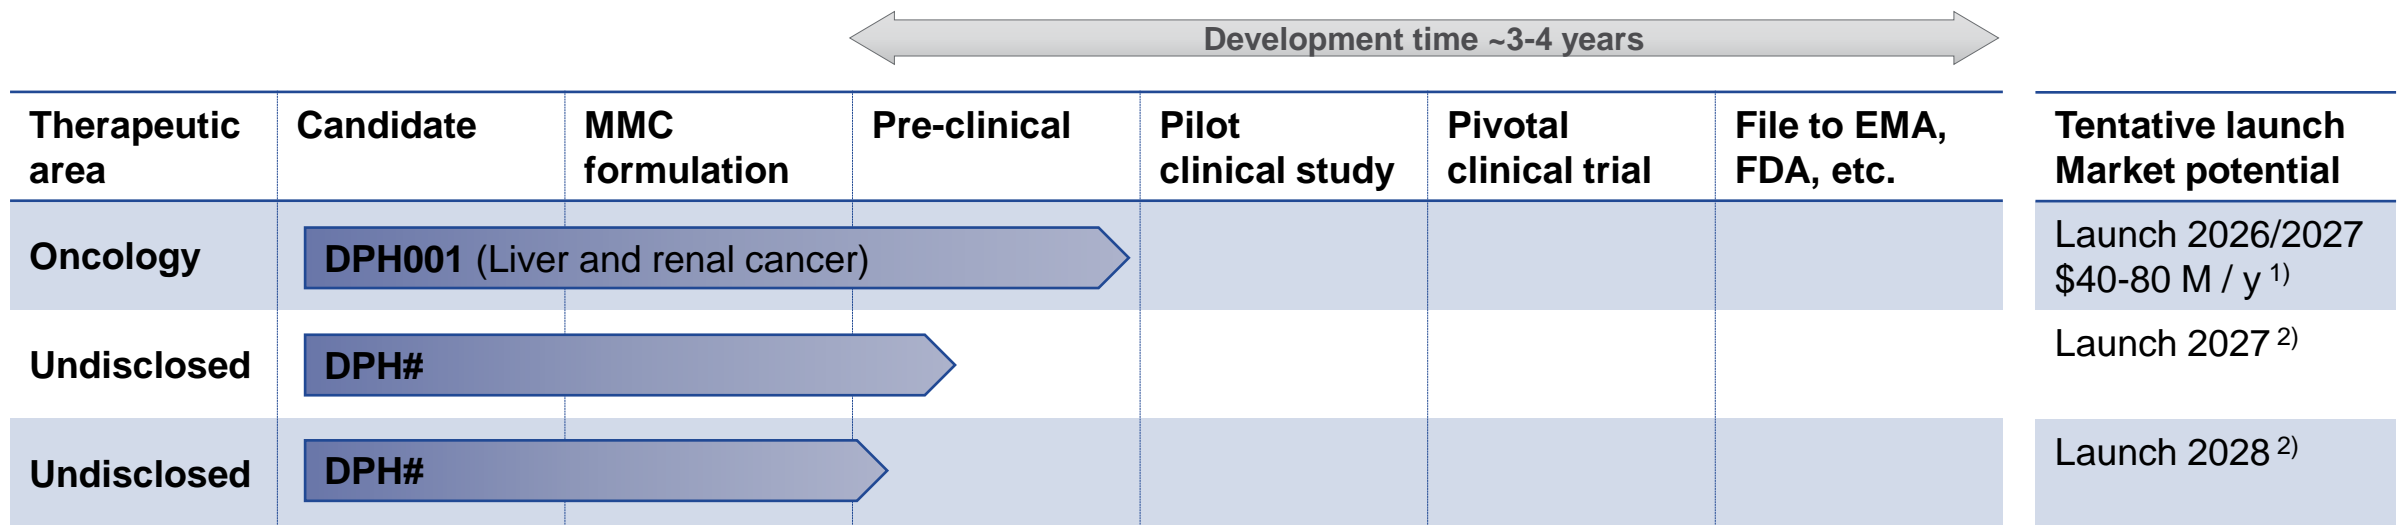 Development time ~3-4 years
Therapeutic area
Candidate
MMC formulation
Pre-clinical
Pilot clinical study
Pivotal clinical trial
File to EMA, FDA, etc.
Tentative launch
Market potential
Oncology
DPH001 (Liver and renal cancer)
Launch 2026/2027
$40-80 M / y 1)
Undisclosed
DPH#
Launch 2027 2)
Undisclosed
DPH#
Launch 2028 2)